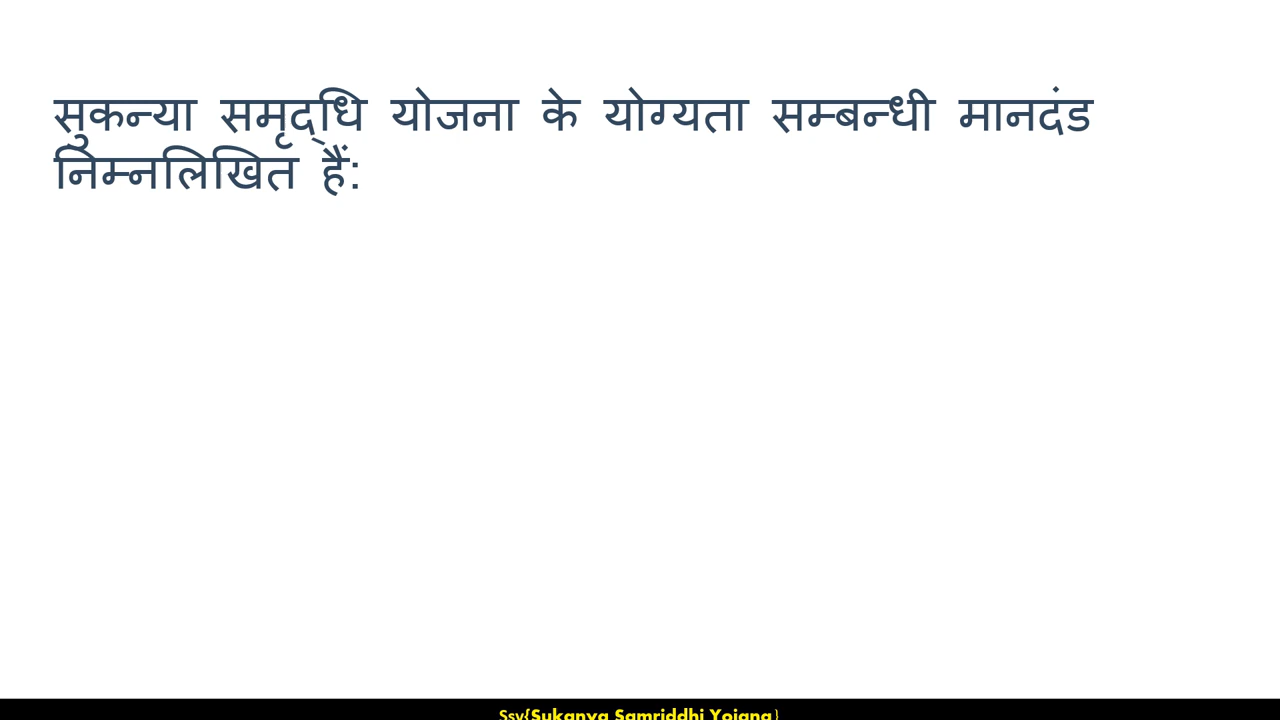 सुकन्या समृद्धि योजना के योग्यता सम्बन्धी मानदंड
निम्नलिखित हैं:
Ssy{Sukanya Samriddhi Yojana}